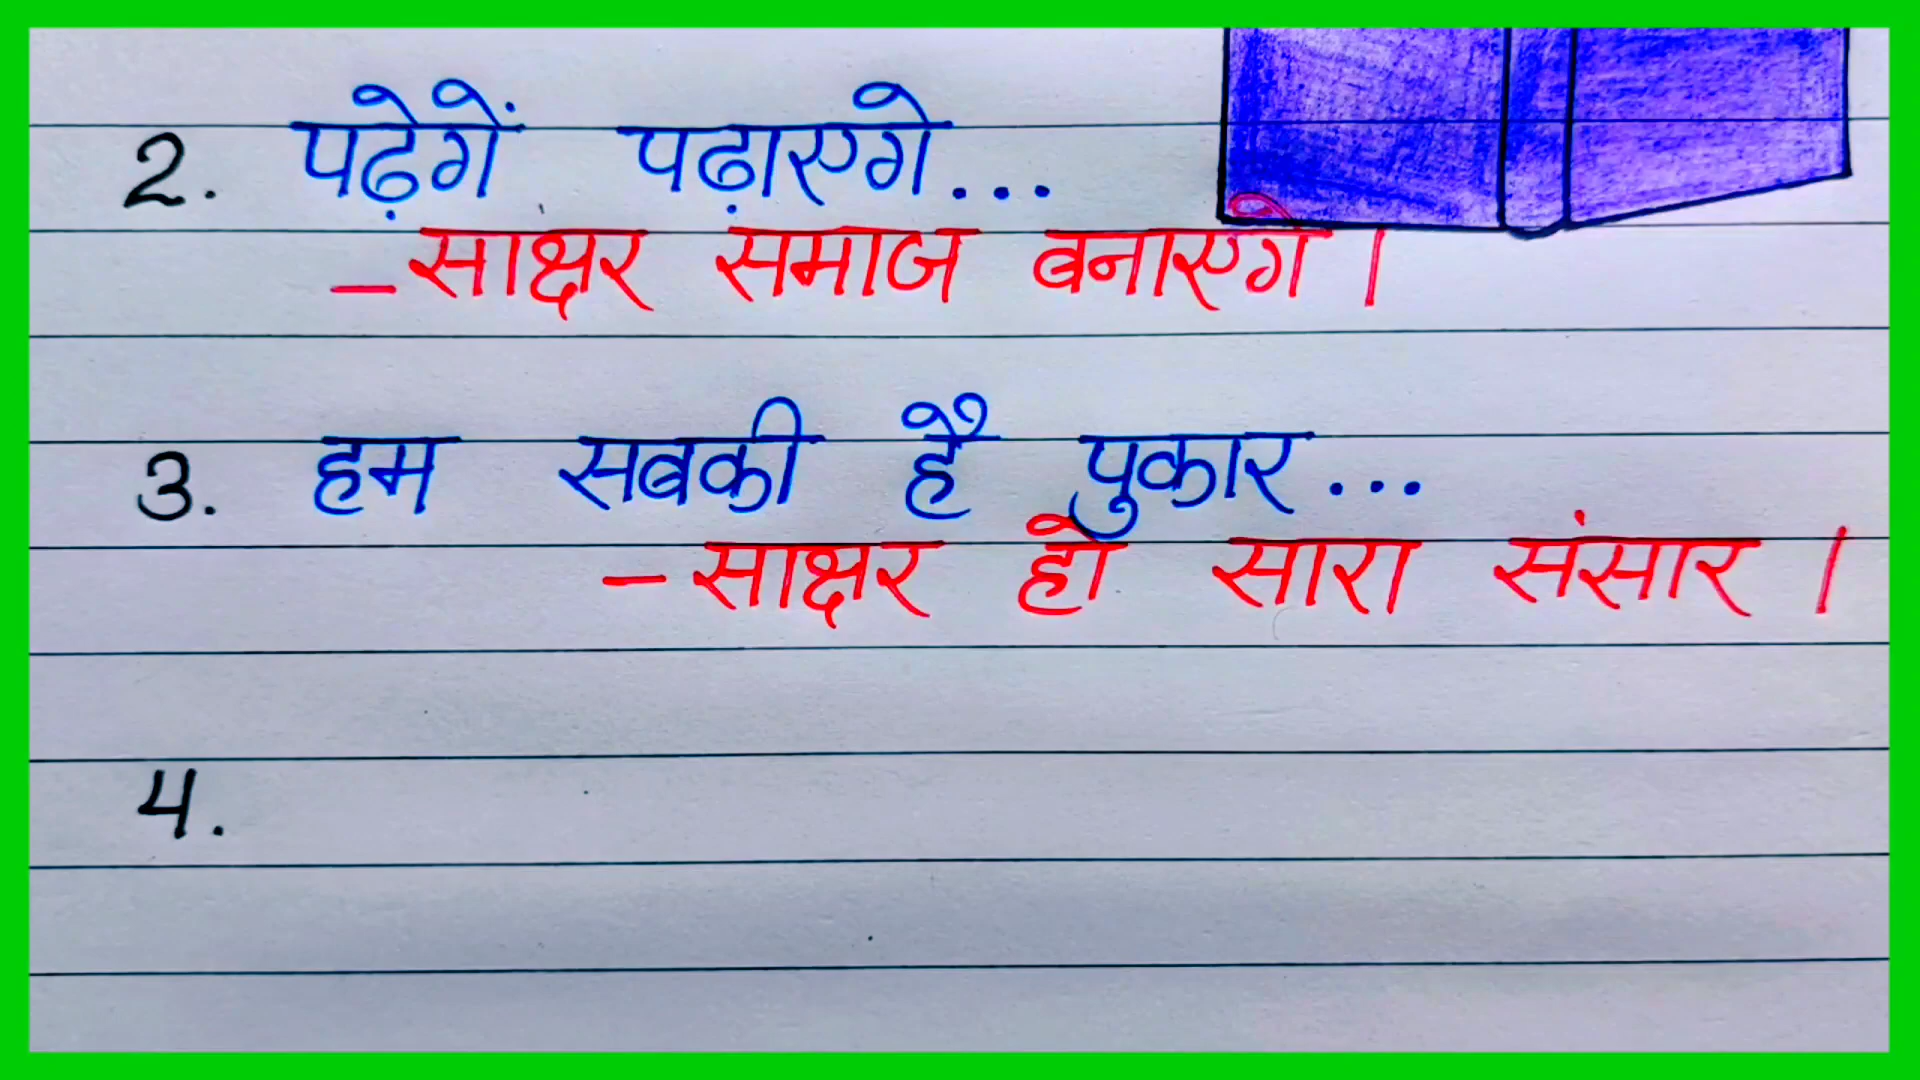 2. पढ़ेगें पढ़ाएगे...
–साक्षर समाज बनाएगे।
3. हम सबकी है पुकार...
–साक्षर हो सारा संसार।
4.